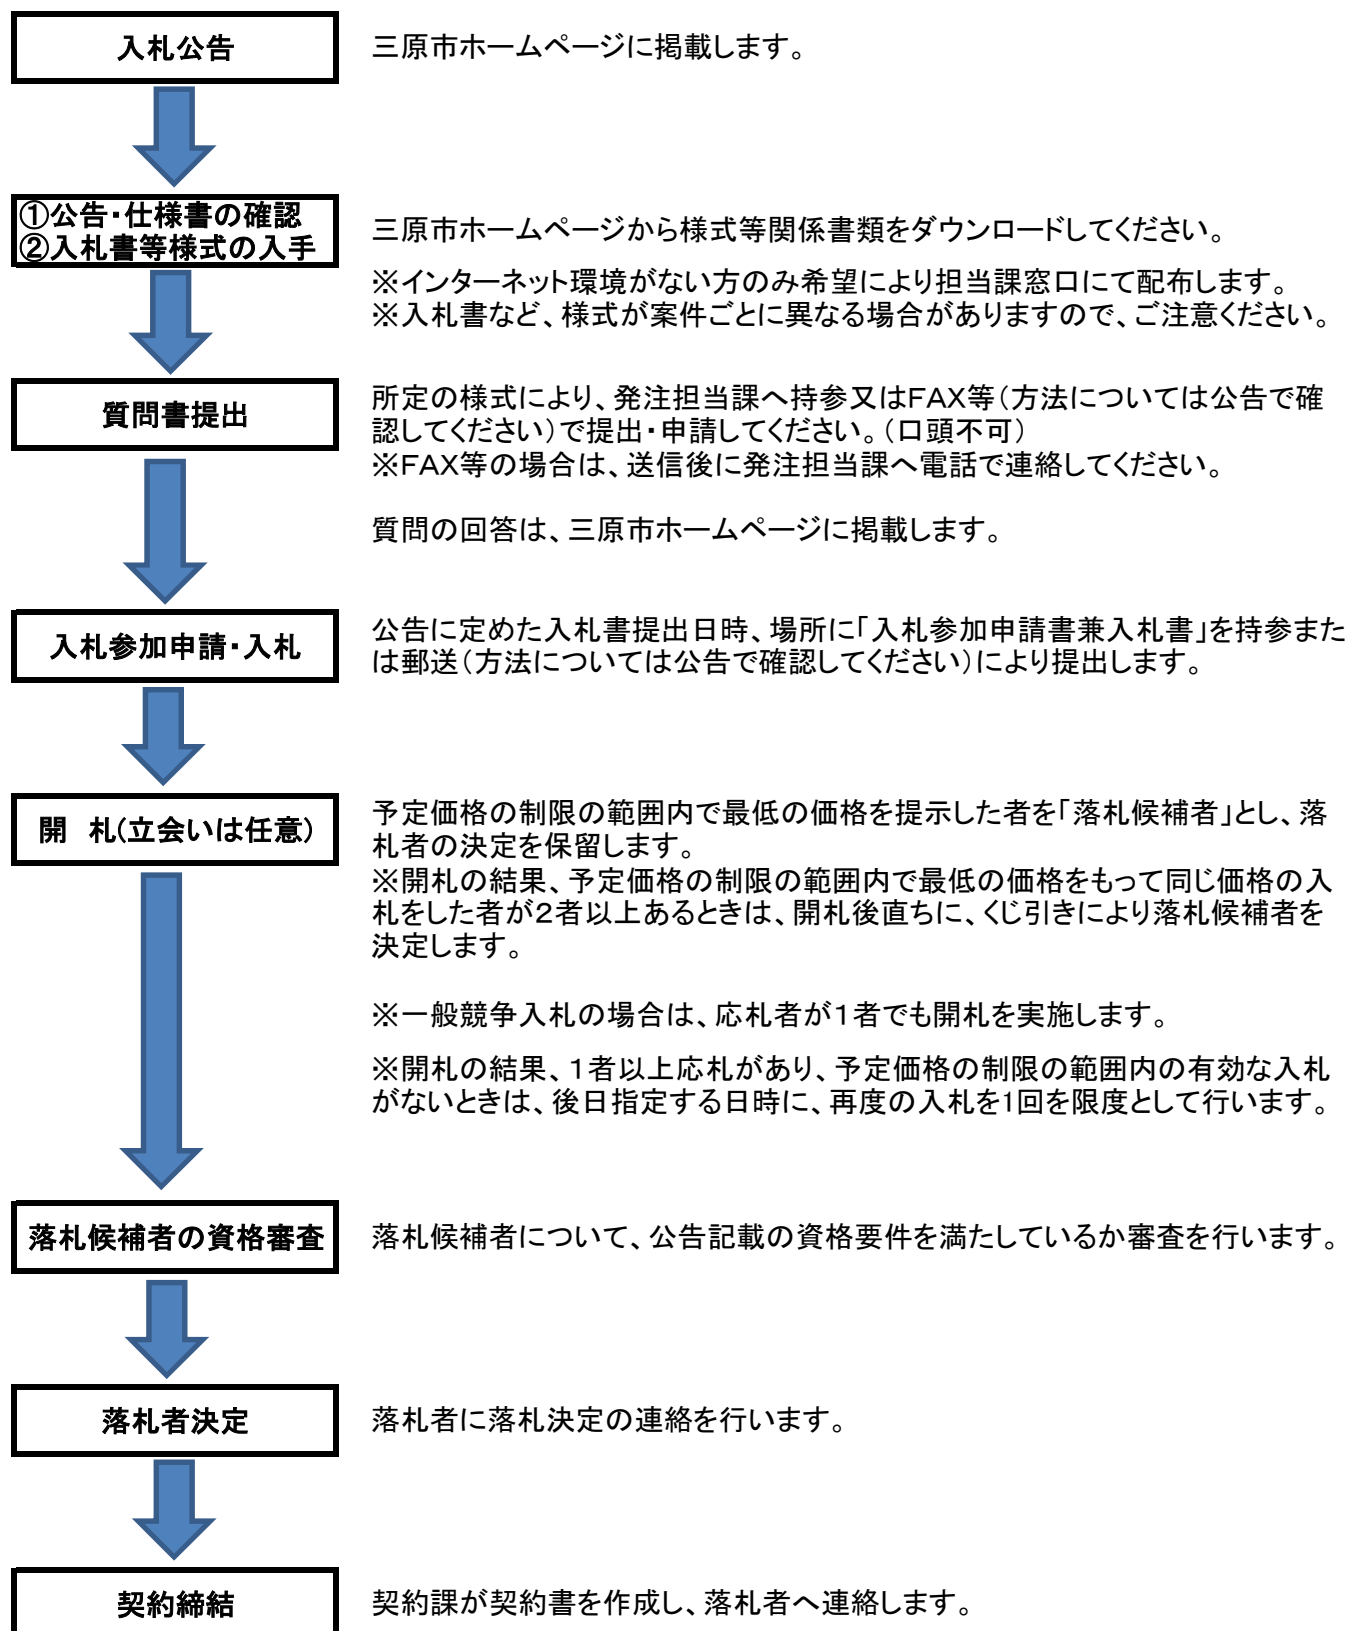 入札公告
三原市ホームページに掲載します。
①公告・仕様書の確認
②入札書等様式の入手
三原市ホームページから様式等関係書類をダウンロードしてください。
※インターネット環境がない方のみ希望により担当課窓口にて配布します。
※入札書など、様式が案件ごとに異なる場合がありますので、ご注意ください。
質問書提出
所定の様式により、発注担当課へ持参又はFAX等(方法については公告で確
認してください)で提出・申請してください。(口頭不可)
※FAX等の場合は、送信後に発注担当課へ電話で連絡してください。
質問の回答は、三原市ホームページに掲載します。
入札参加申請・入札
公告に定めた入札書提出日時、場所に「入札参加申請書兼入札書」を持参また
は郵送(方法については公告で確認してください)により提出します。
開　札(立会いは任意)
予定価格の制限の範囲内で最低の価格を提示した者を「落札候補者」とし、落
札者の決定を保留します。
※開札の結果、予定価格の制限の範囲内で最低の価格をもって同じ価格の入
札をした者が２者以上あるときは、開札後直ちに、くじ引きにより落札候補者を
決定します。
※一般競争入札の場合は、応札者が１者でも開札を実施します。
※開札の結果、１者以上応札があり、予定価格の制限の範囲内の有効な入札
がないときは、後日指定する日時に、再度の入札を1回を限度として行います。
落札候補者の資格審査
落札候補者について、公告記載の資格要件を満たしているか審査を行います。
落札者決定
落札者に落札決定の連絡を行います。
契約締結
契約課が契約書を作成し、落札者へ連絡します。